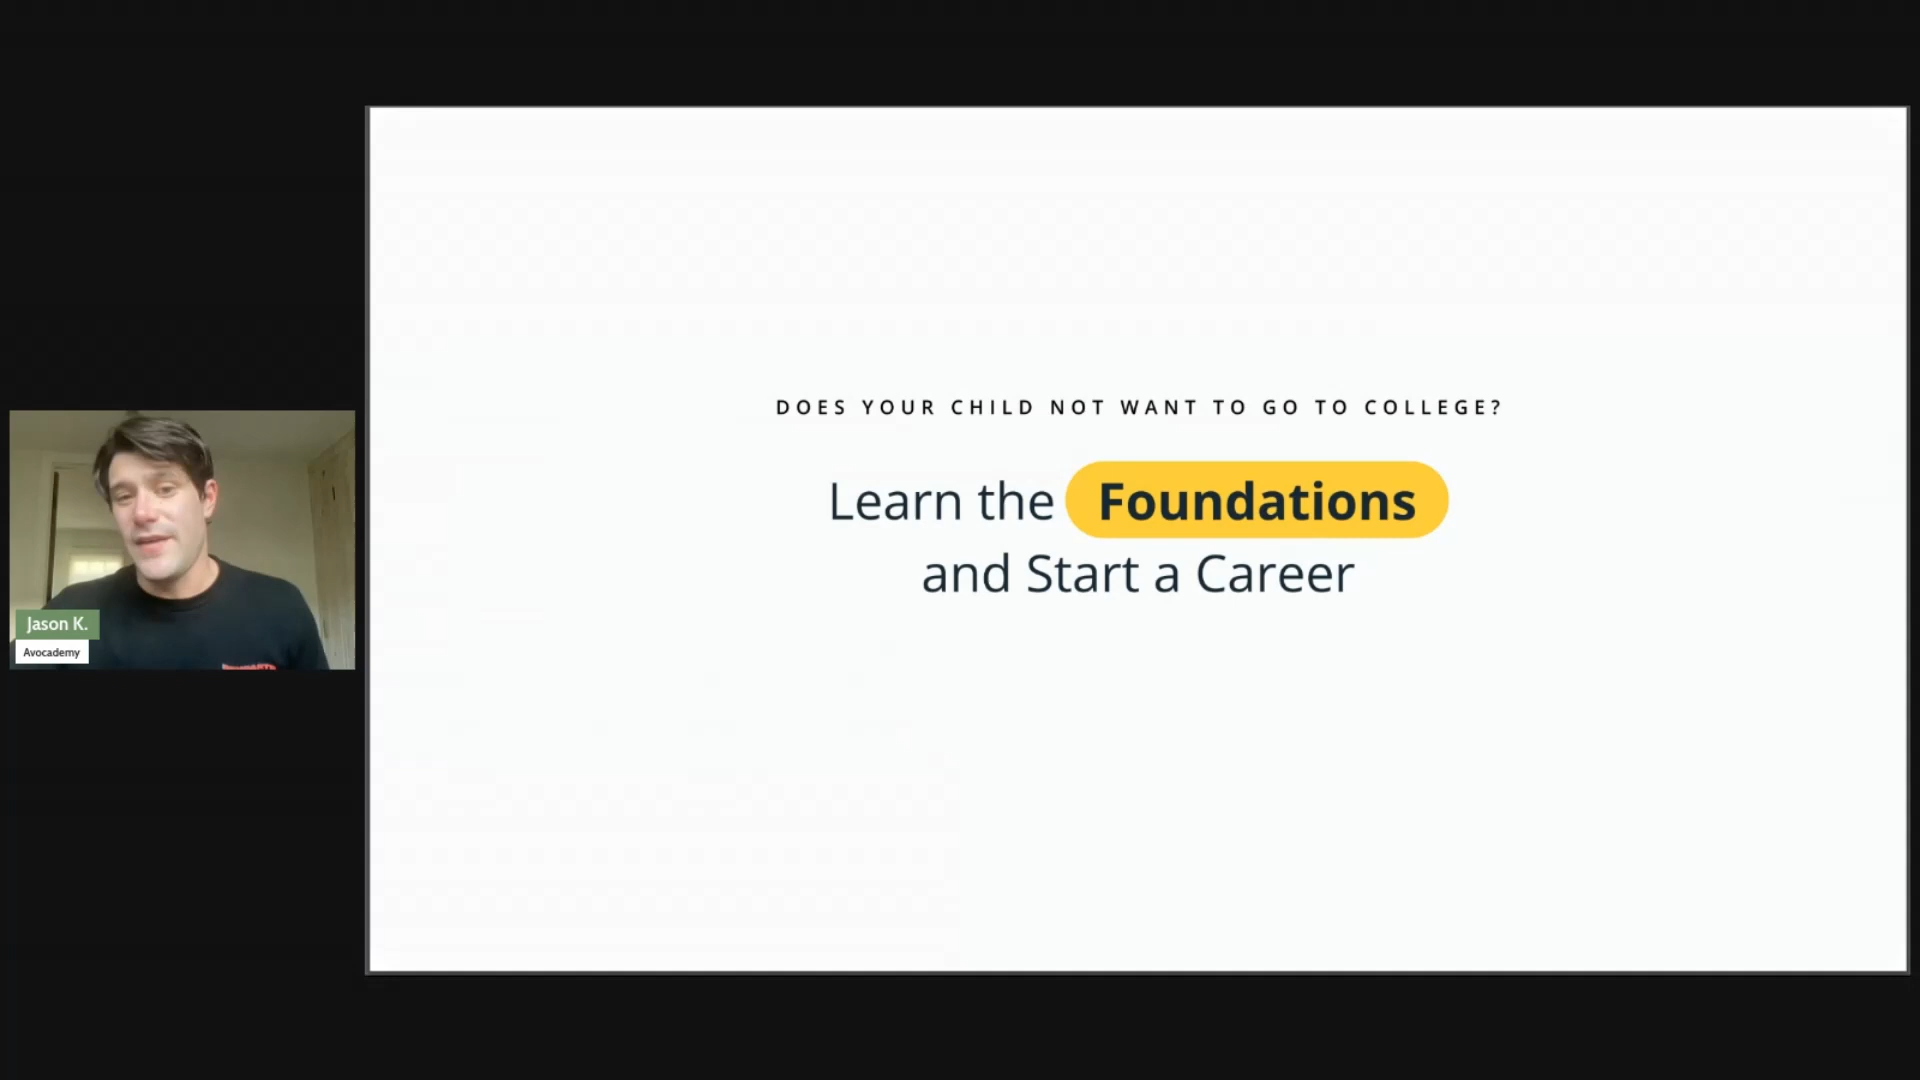 DOES YOUR CHILD NOT WANT TO GO TO COLLEGE?
Learn the Foundations
and Start a Career
Jason K.
Avocademy